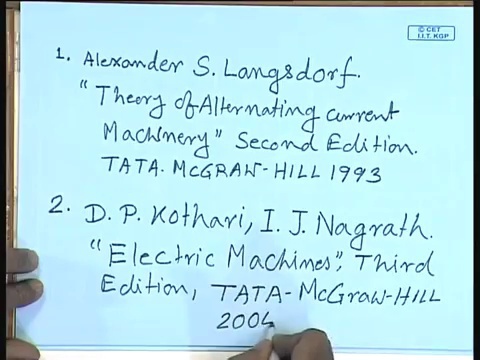 © CET
I.I.T. KGP
1. Alexander S. Langsdorf.
"Theory of Alternating current
Machinery" Second Edition.
TATA. McGRAW-HILL 1993
2. D. P. Kothari, I. J. Nagrath.
"Electric Machines", Third
Edition, TATA-McGraw-HILL
2004